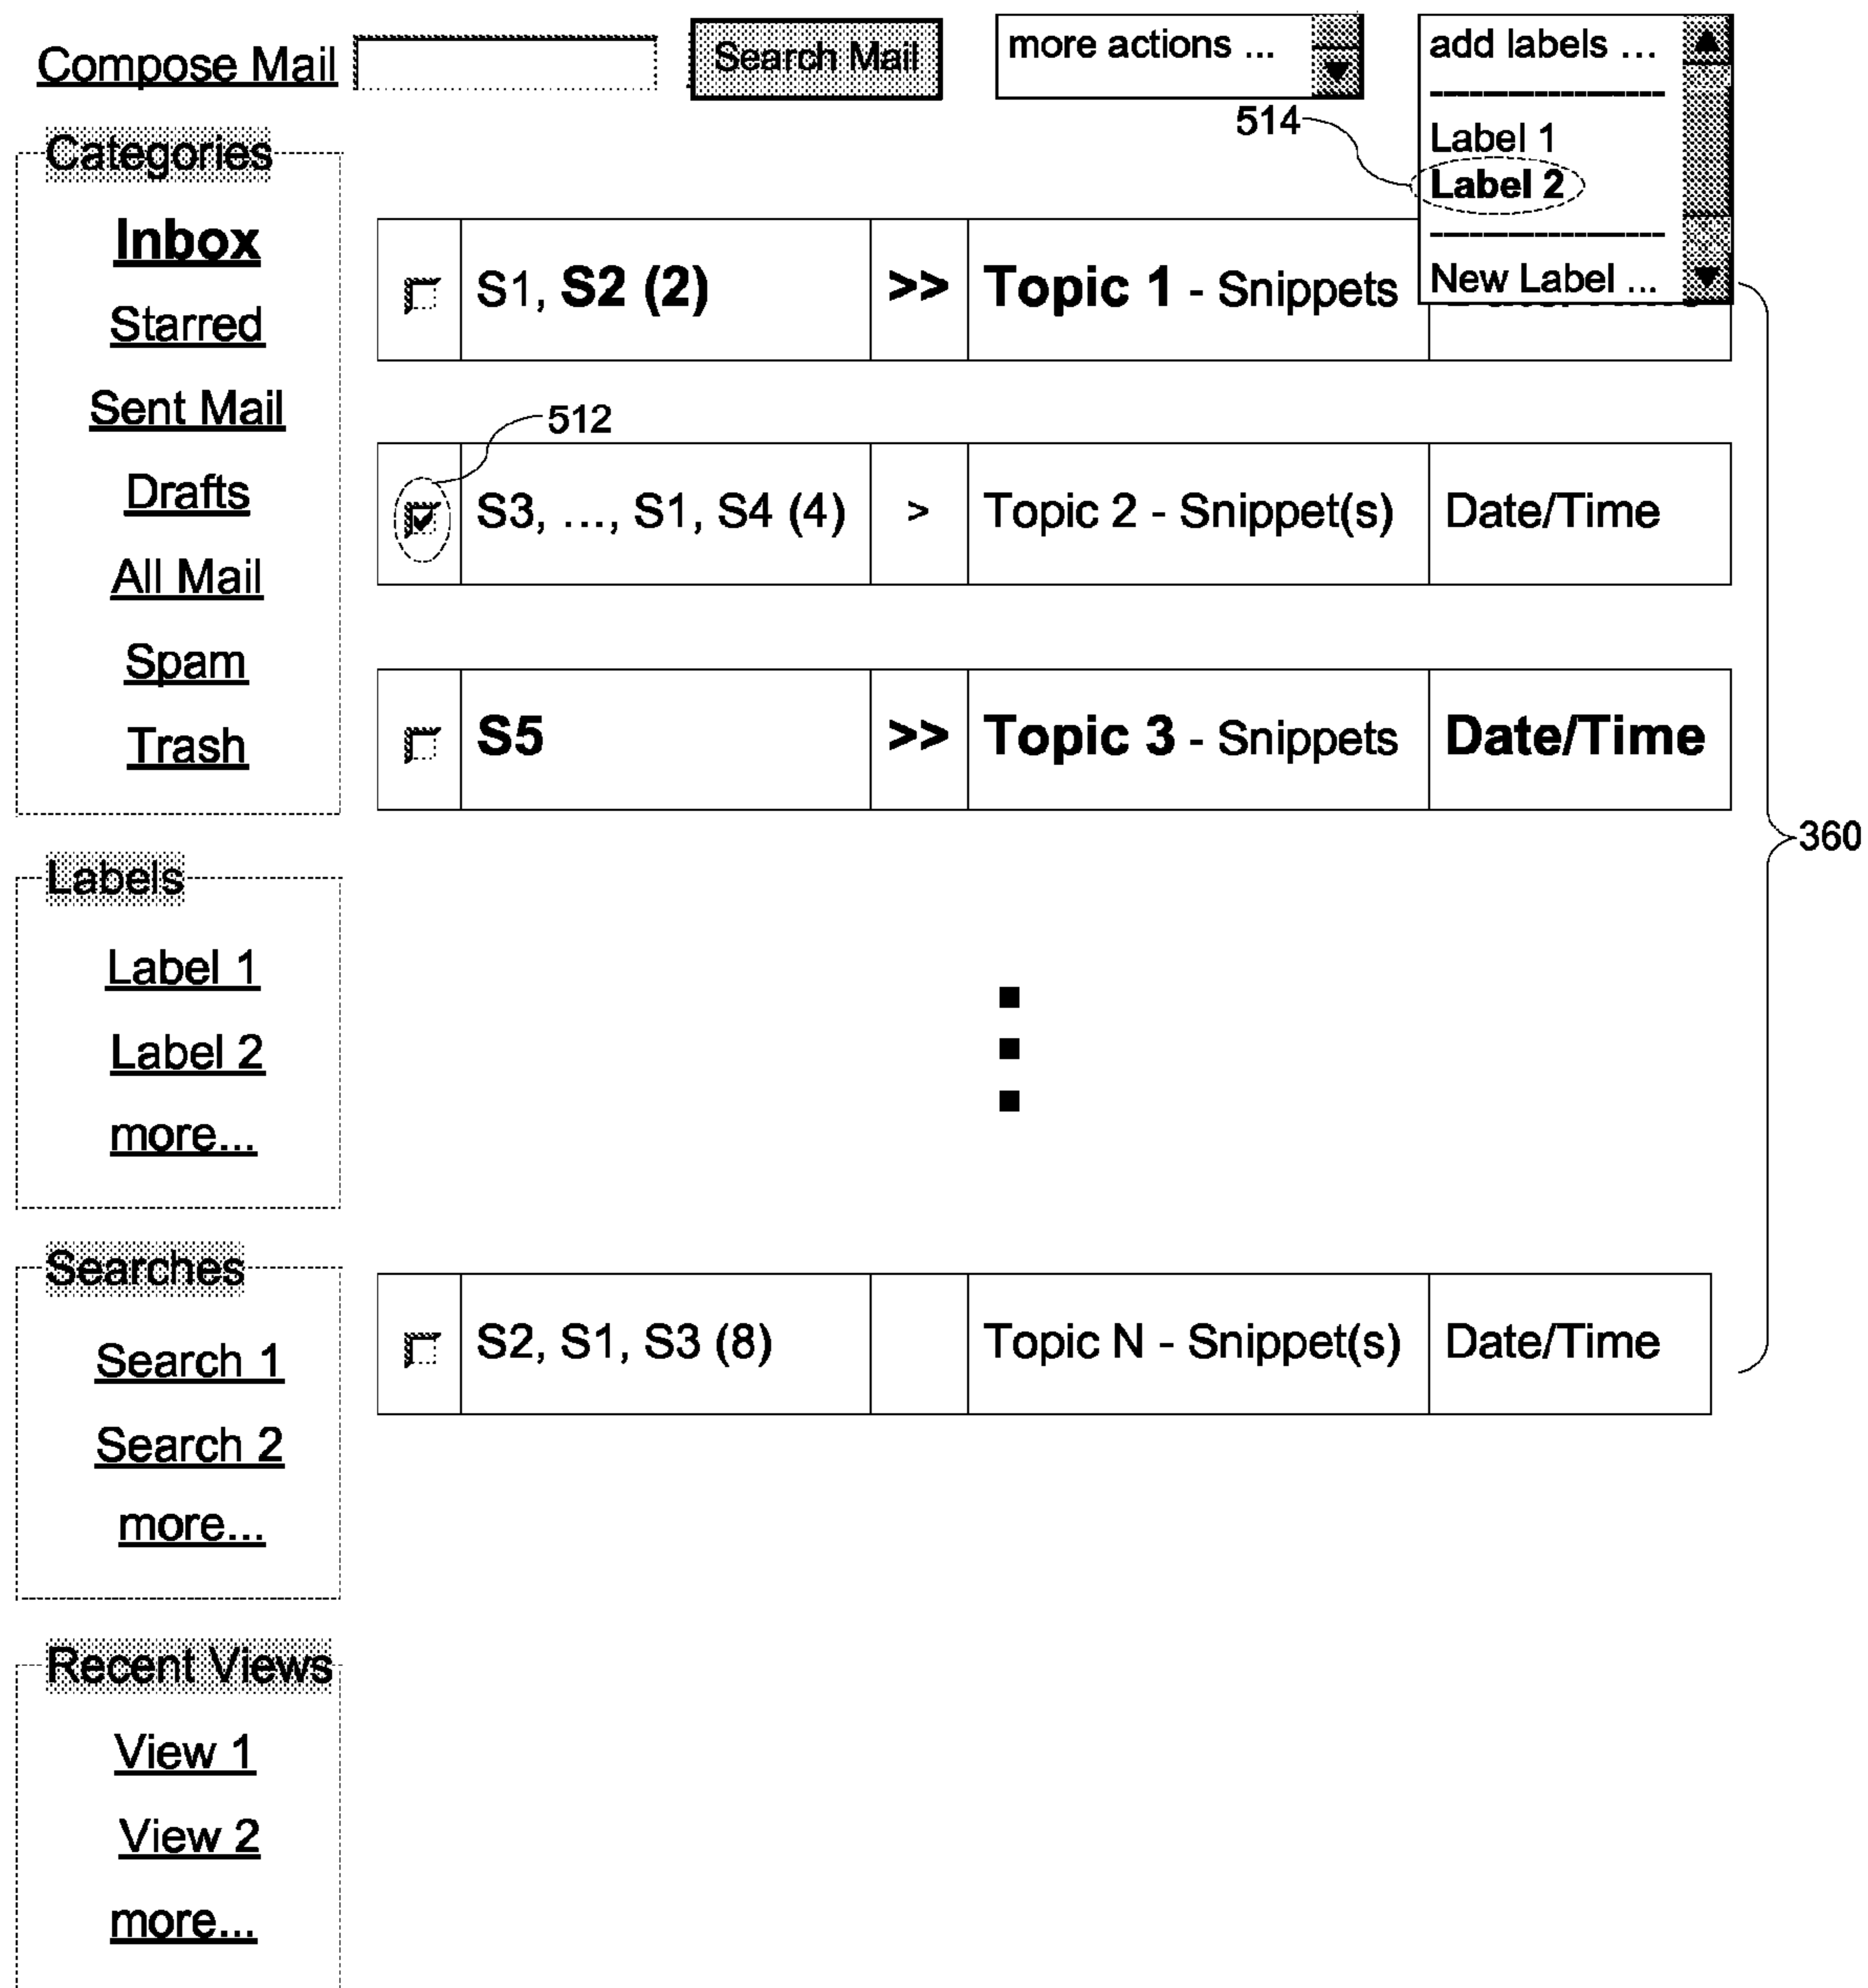 Compose Mail
Search Mail
more actions ...
add labels ...
Label 1
Label 2
New Label ...
514
Categories
Inbox
Starred
Sent Mail
Drafts
All Mail
Spam
Trash
S1, S2 (2) >> Topic 1 - Snippets
512
S3, ..., S1, S4 (4) > Topic 2 - Snippet(s) Date/Time
S5 >> Topic 3 - Snippets Date/Time
360
Labels
Label 1
Label 2
more...
Searches
Search 1
Search 2
more...
S2, S1, S3 (8) Topic N - Snippet(s) Date/Time
Recent Views
View 1
View 2
more...